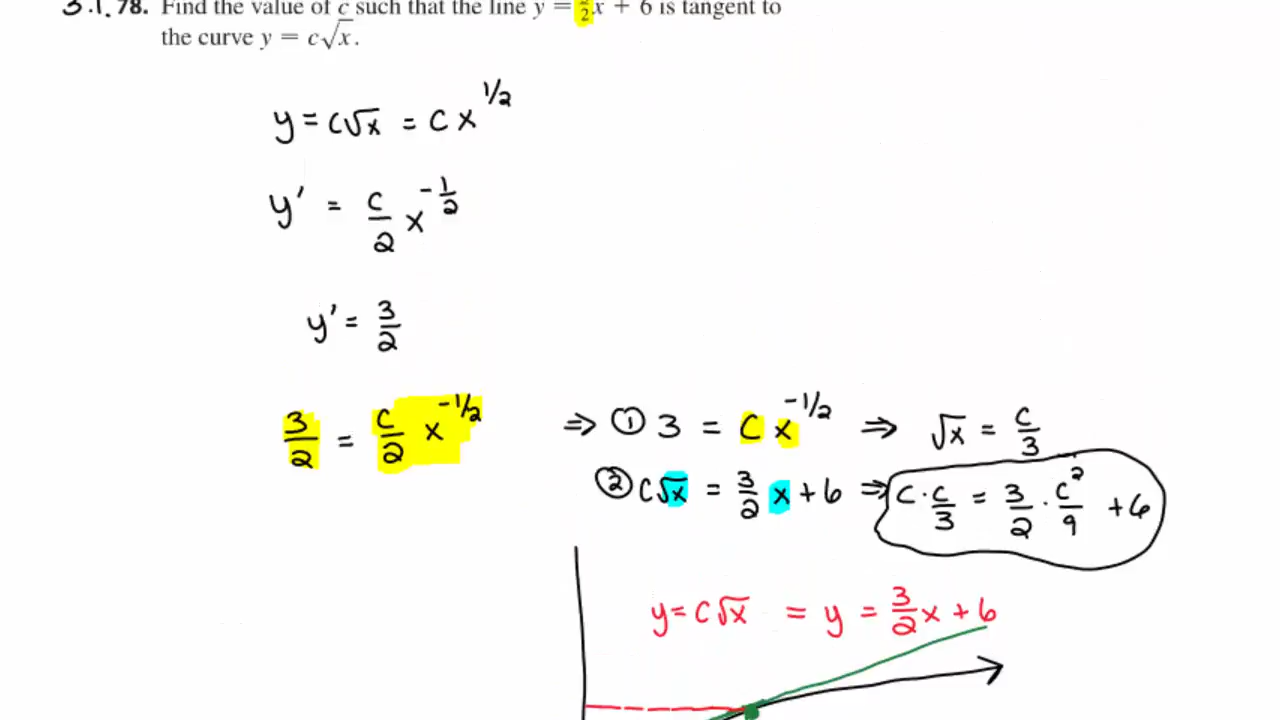 3.1.78. Find the value of c such that the line y = 3/2 x + 6 is tangent to
the curve y = c√x.
y = c√x = c x^1/2
y' = c/2 x^-1/2
y' = 3/2
3/2 = c/2 x^-1/2
⇒ ① 3 = c x^-1/2 ⇒ √x = c/3
② c√x = 3/2 x + 6 ⇒ c · c/3 = 3/2 · c²/9 + 6
y = c√x = y = 3/2 x + 6